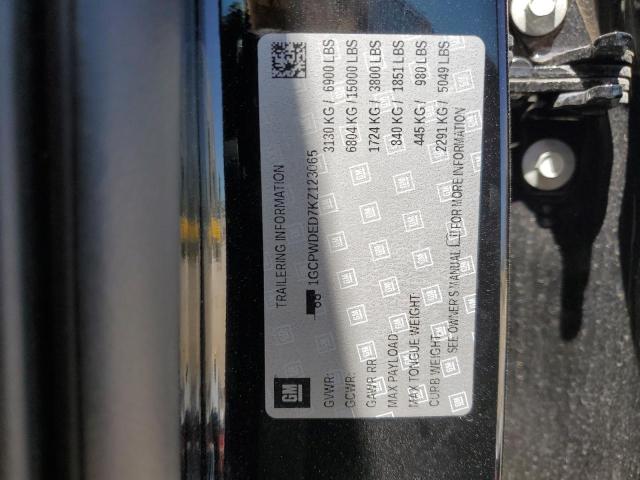 TRAILERING INFORMATION
68 1GCPWDED7KZ123065
GM
GVWR: 3130 KG / 6900 LBS
GCWR: 6804 KG / 15000 LBS
GAWR RR: 1724 KG / 3800 LBS
MAX PAYLOAD: 840 KG / 1851 LBS
MAX TONGUE WEIGHT: 445 KG / 980 LBS
CURB WEIGHT: 2291 KG / 5049 LBS
SEE OWNER'S MANUAL FOR MORE INFORMATION